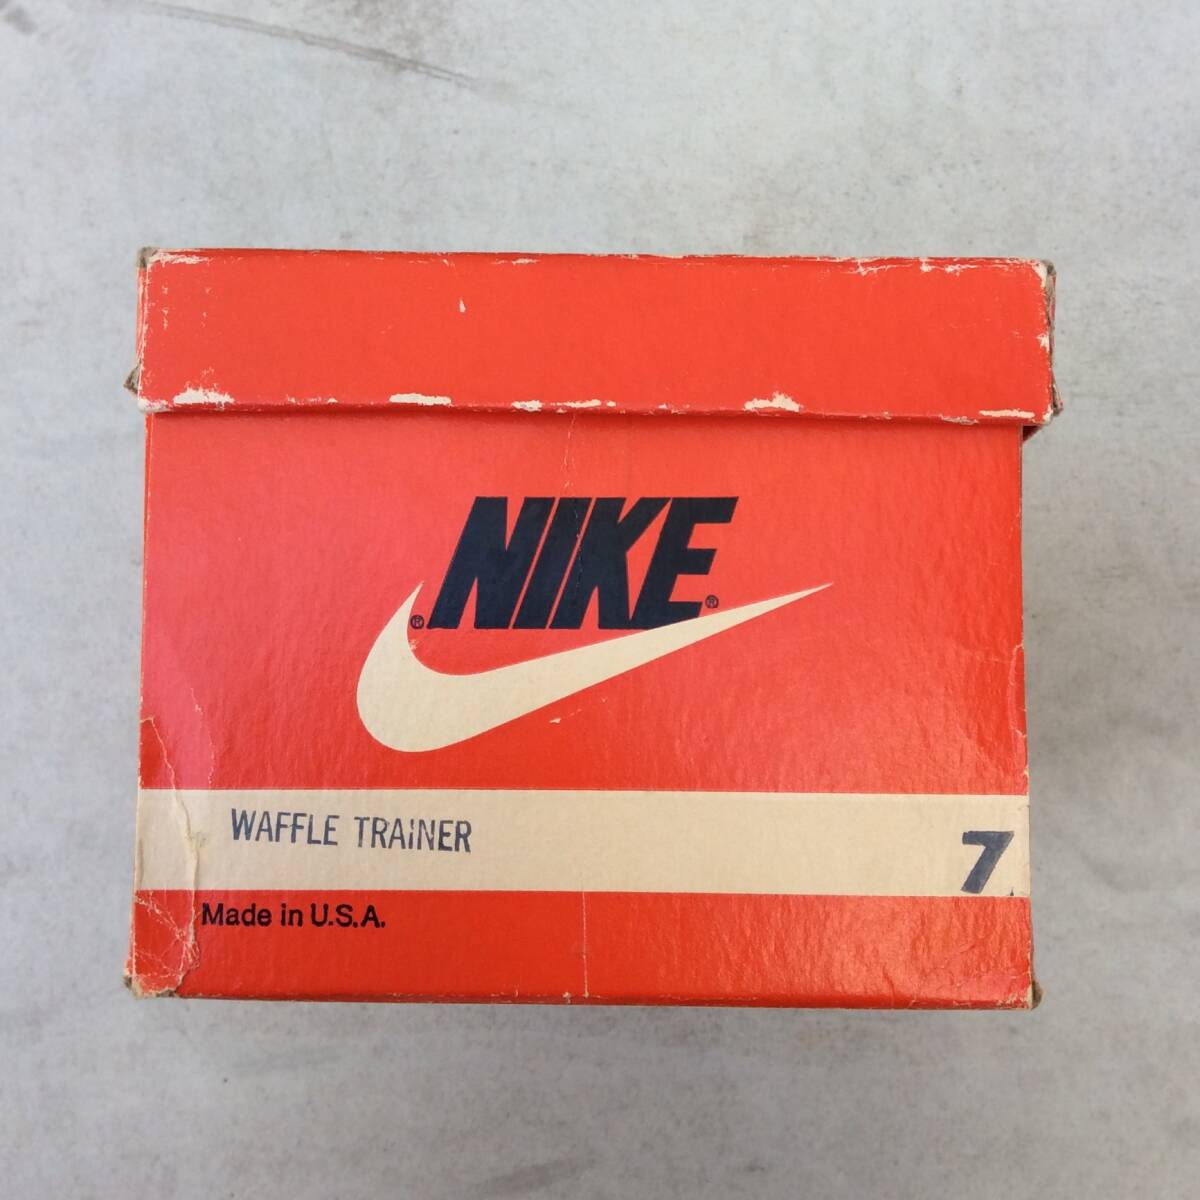 NIKE®
®
WAFFLE TRAINER 7
Made in U.S.A.